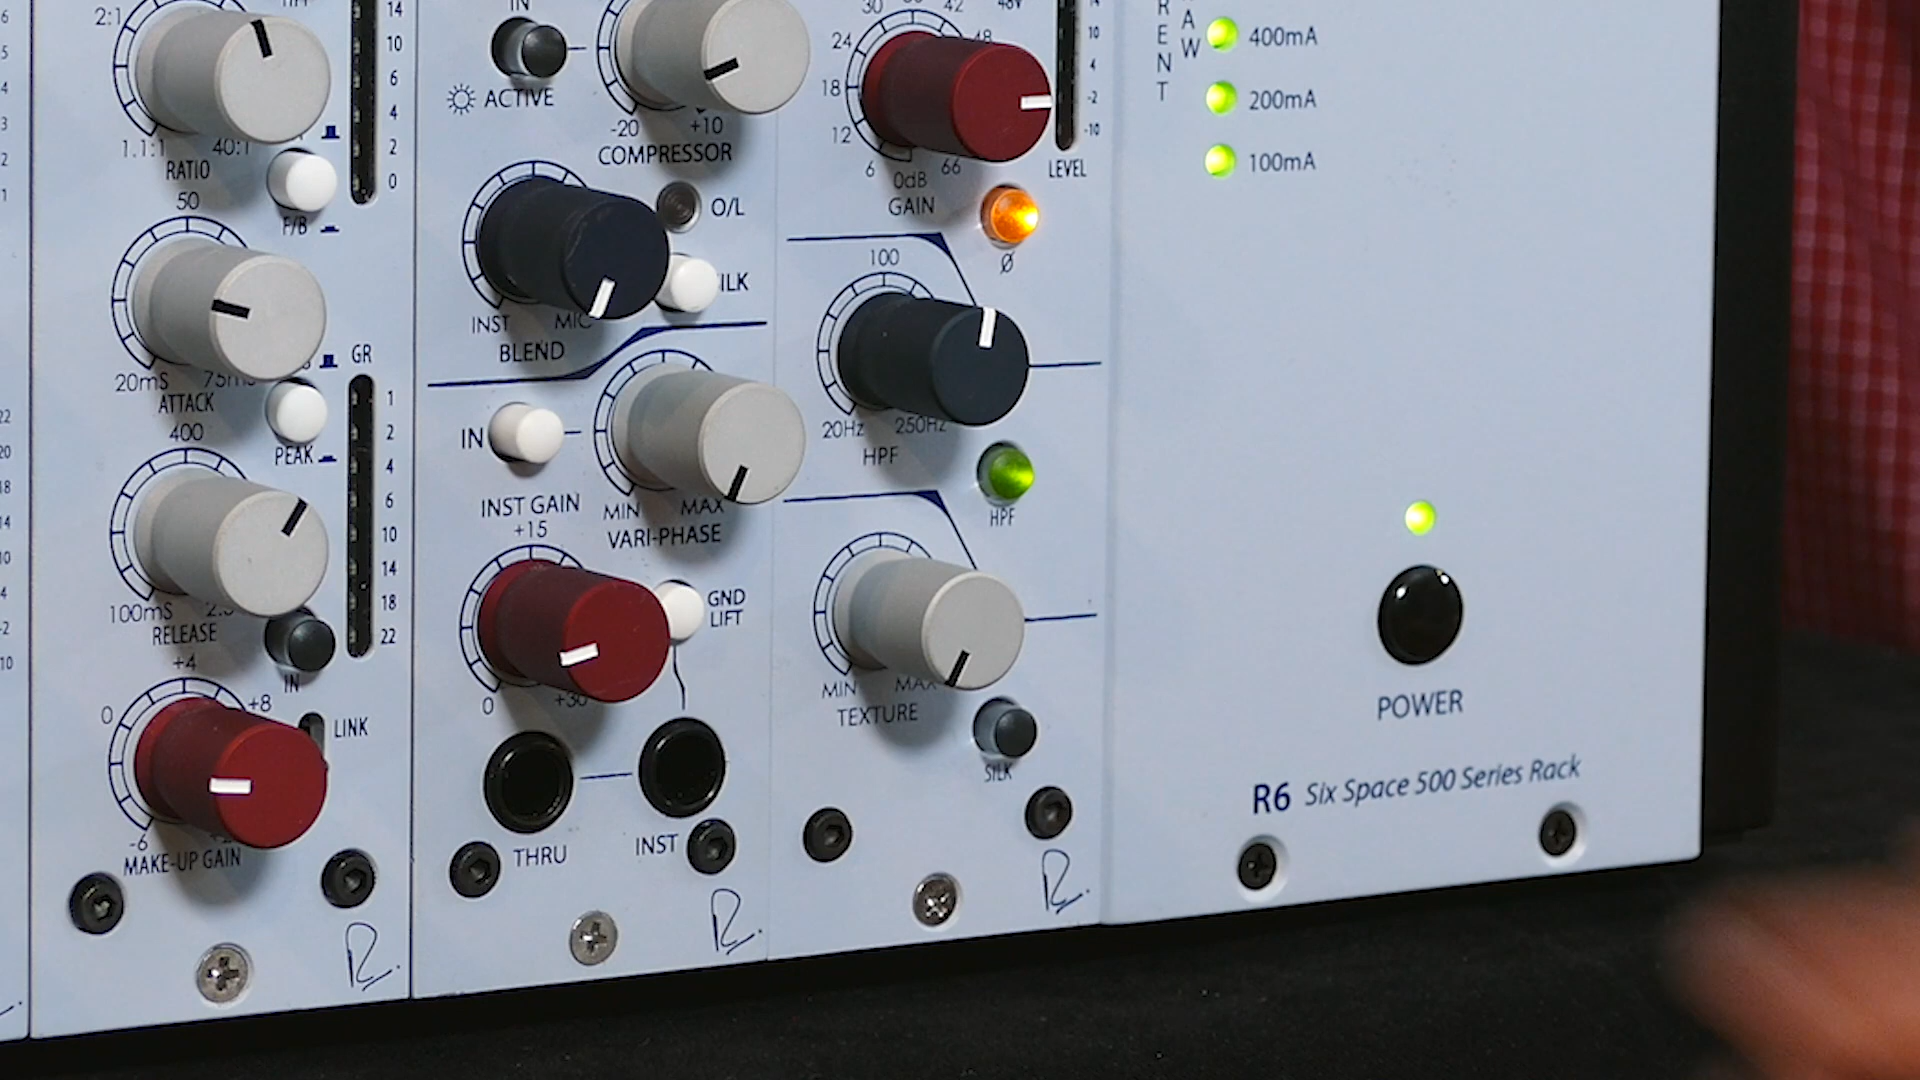 2:1
1.1:1
40:1
RATIO
F/B
14
10
6
4
2
0
50
20mS
ATTACK
PEAK
GR
1
2
4
6
10
14
18
22
400
100mS
RELEASE
IN
+4
0
+8
LINK
-6
MAKE-UP GAIN
IN
ACTIVE
-20
+10
COMPRESSOR
O/L
INST
MIC
BLEND
IN
MIN
MAX
VARI-PHASE
INST GAIN
+15
0
+30
GND
LIFT
THRU
INST
30
42
24
48
18
12
6
0dB
66
GAIN
48V
10
4
-2
-10
LEVEL
Ø
100
20Hz
250Hz
HPF
HPF
MIN
MAX
TEXTURE
SILK
400mA
200mA
100mA
POWER
R6 Six Space 500 Series Rack